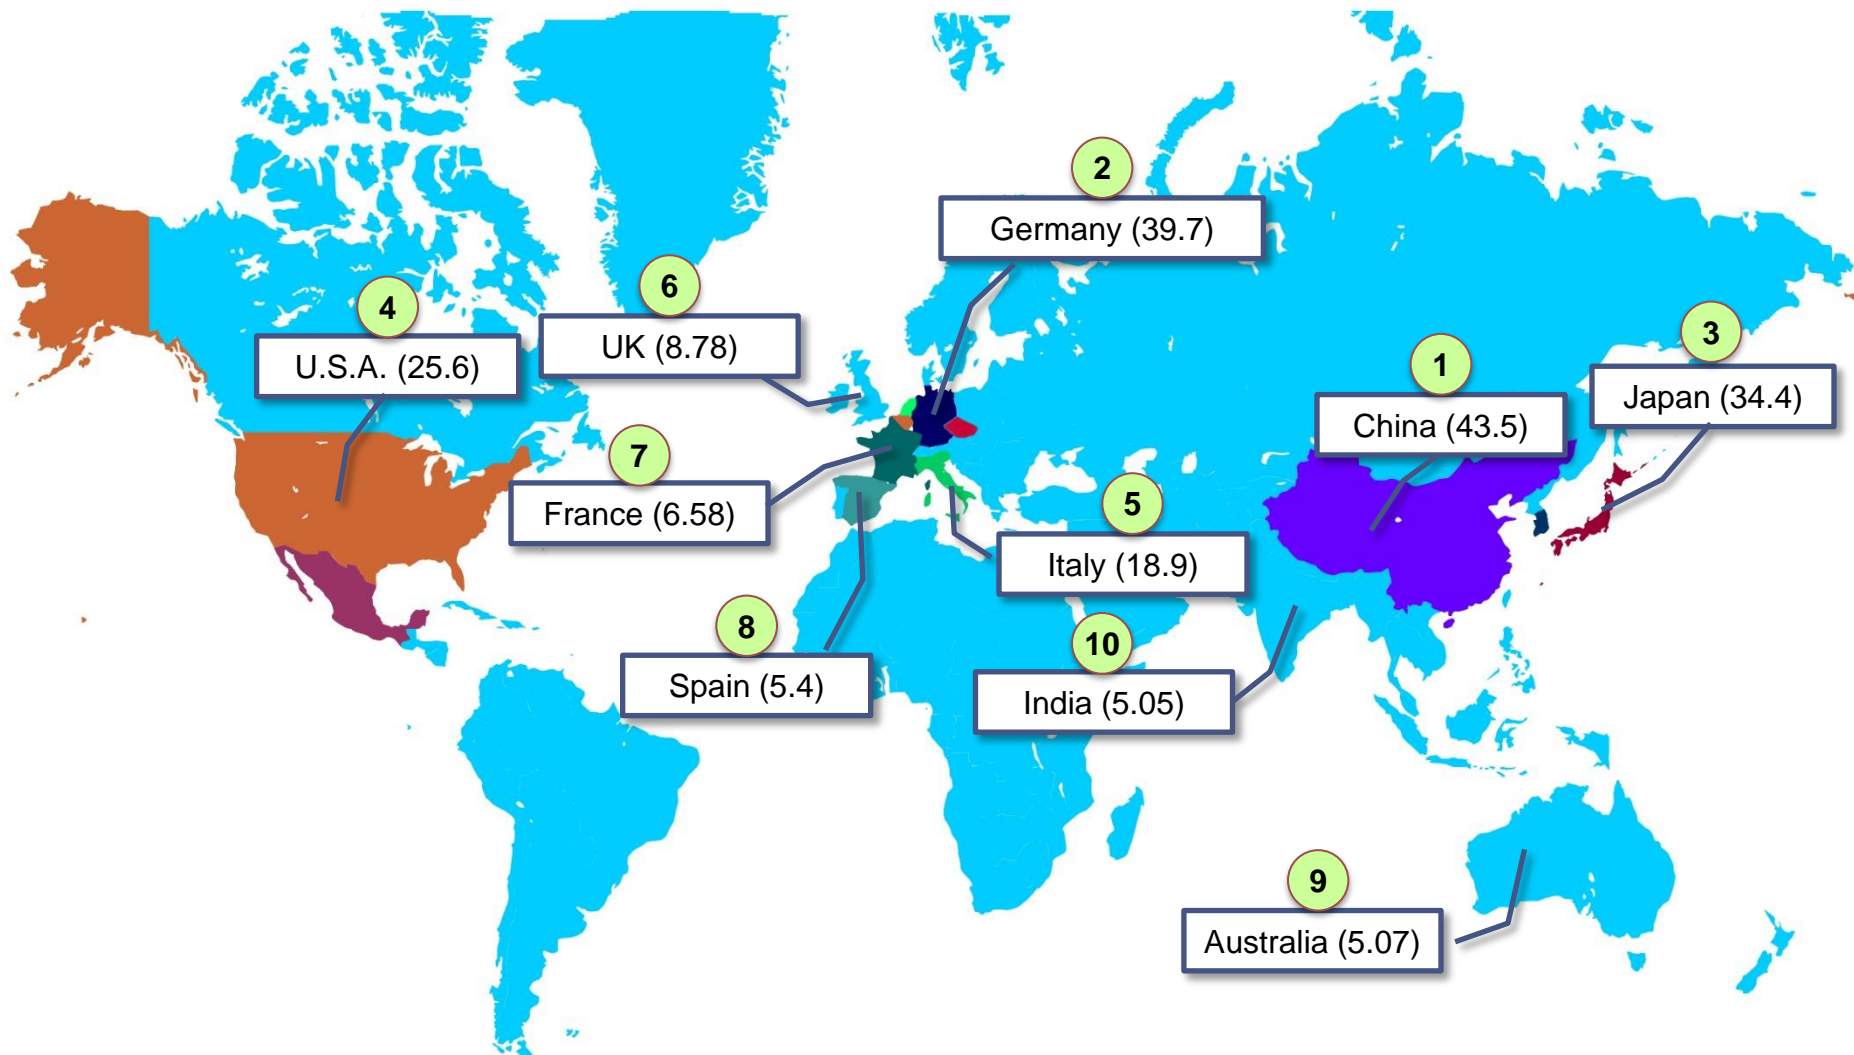 2
Germany (39.7)
6
UK (8.78)
4
U.S.A. (25.6)
3
Japan (34.4)
1
China (43.5)
7
France (6.58)
5
Italy (18.9)
8
Spain (5.4)
10
India (5.05)
9
Australia (5.07)